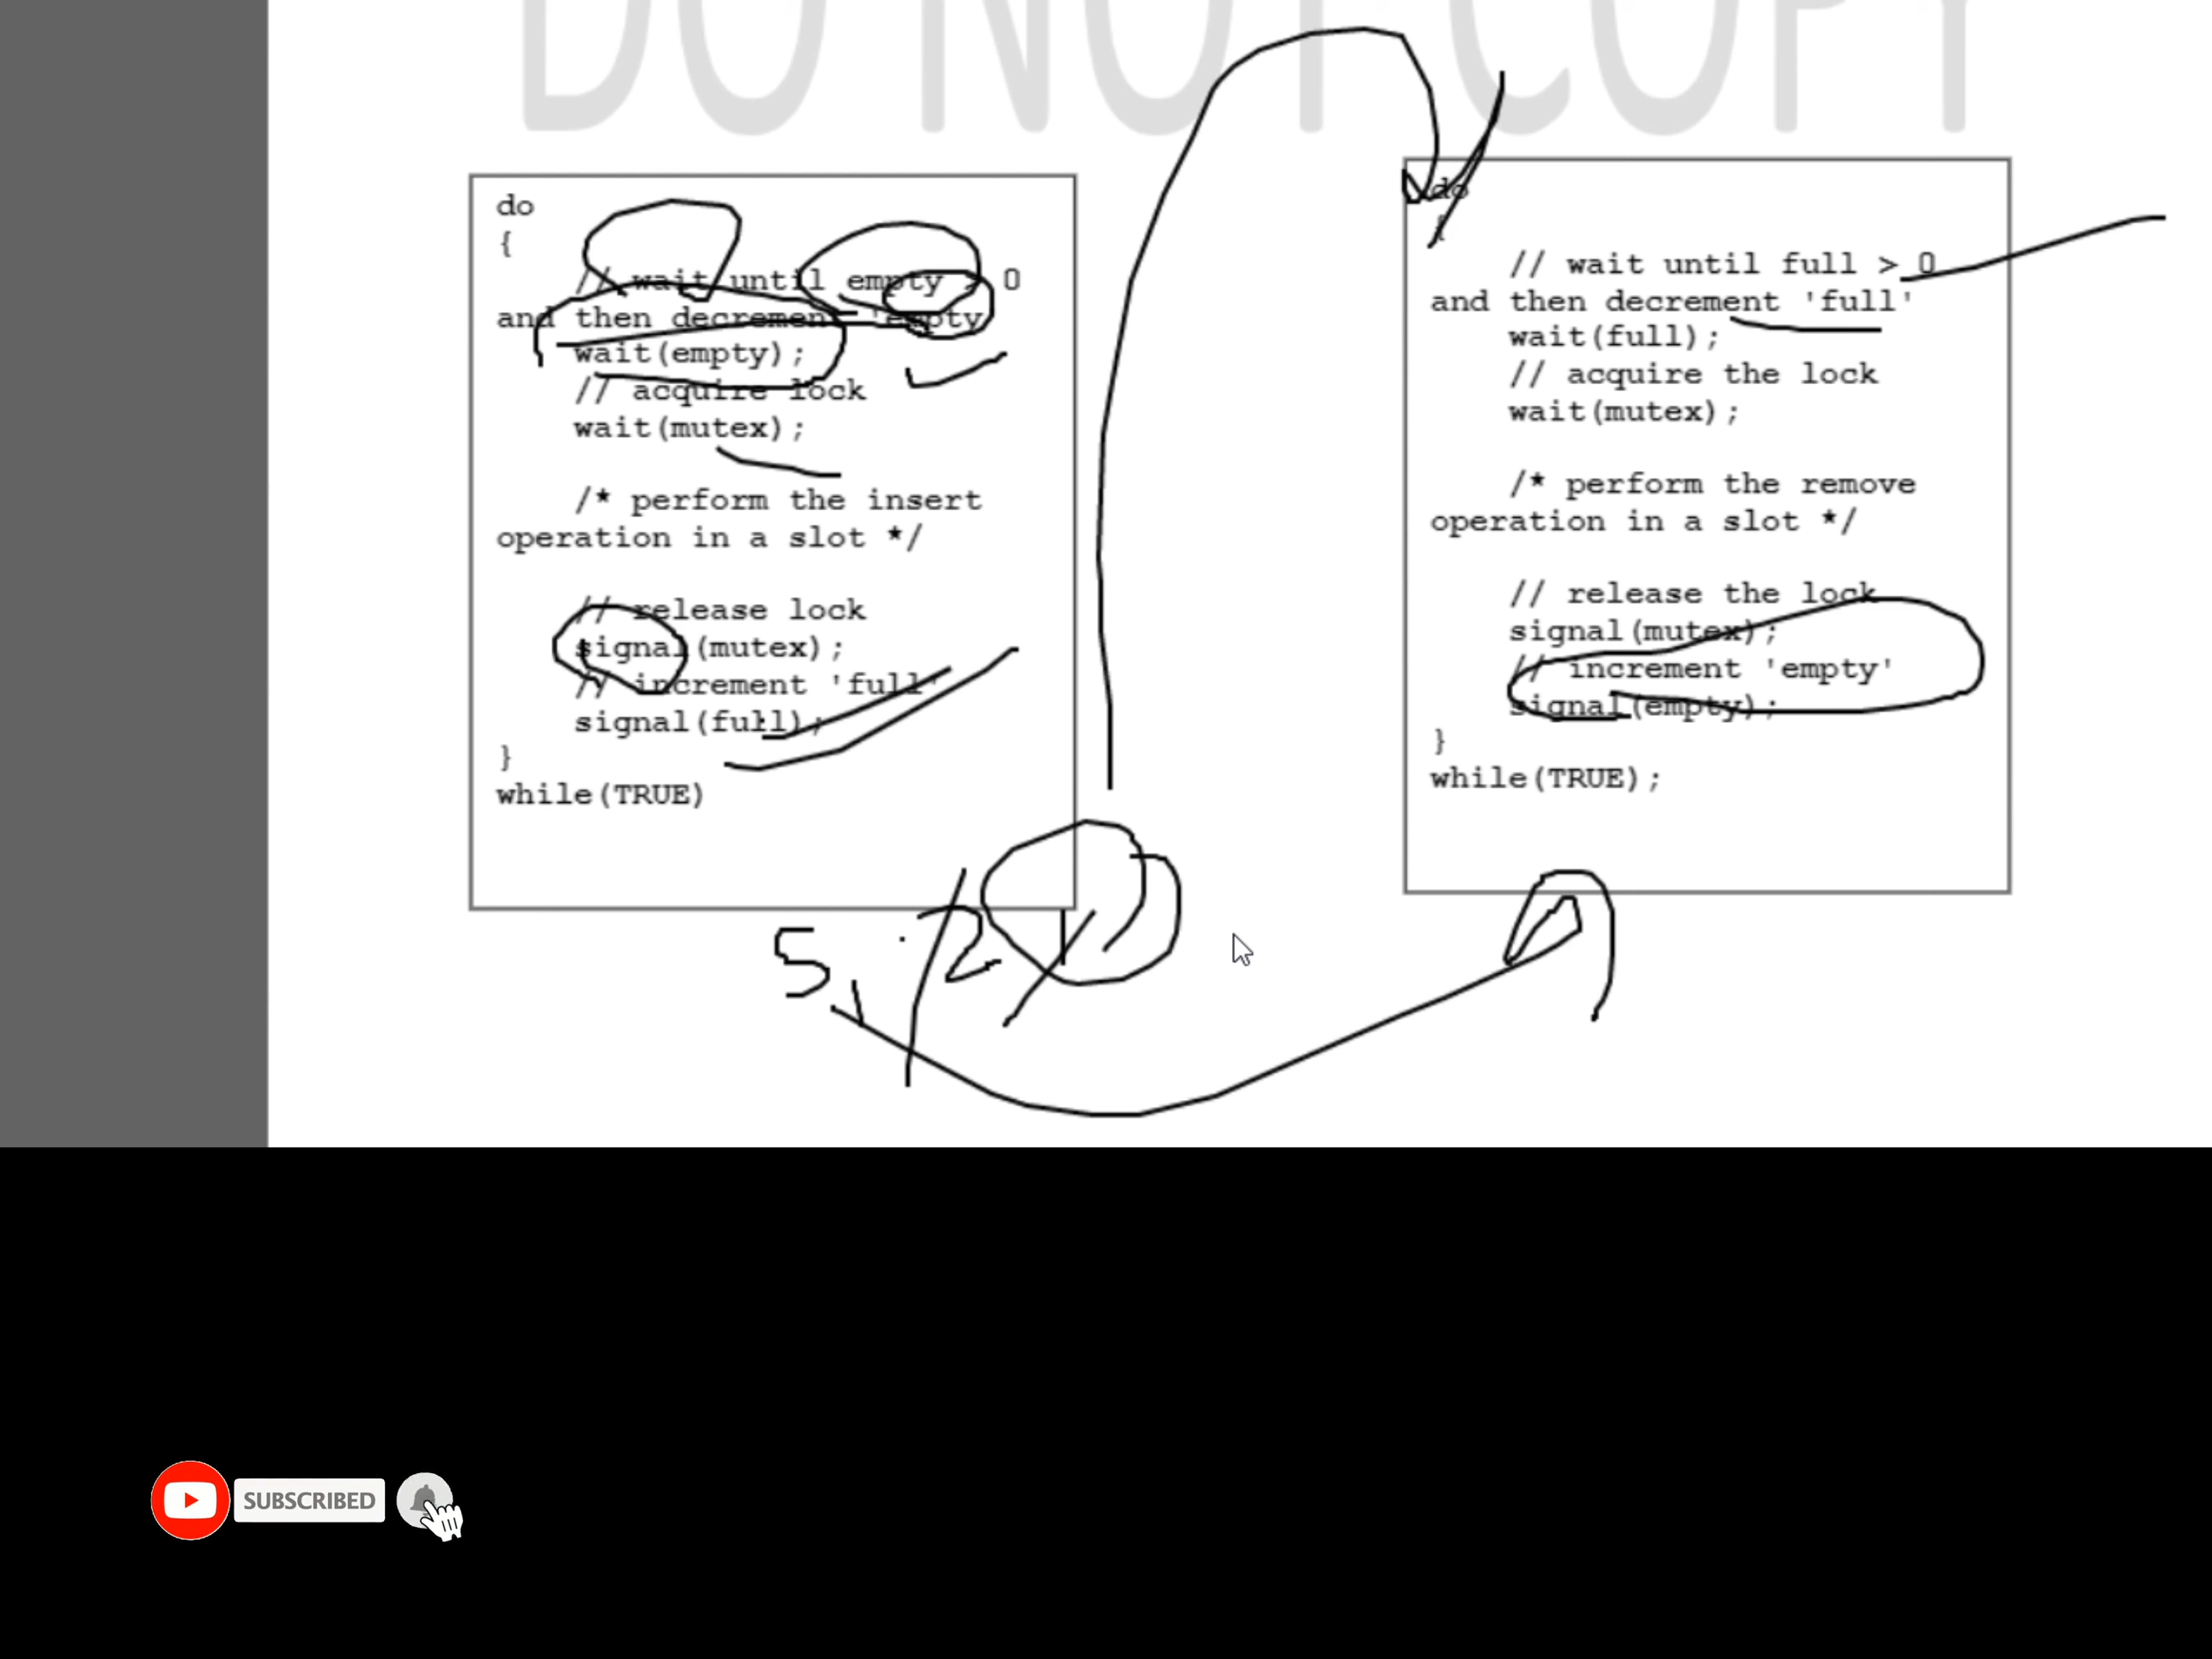 DO NOT COPY
do
{
// wait until empty > 0
and then decrement 'empty
wait(empty);
// acquire lock
wait(mutex);
/* perform the insert
operation in a slot */
// release lock
signal(mutex);
// increment 'full'
signal(full);
}
while(TRUE)
do
{
// wait until full > 0
and then decrement 'full'
wait(full);
// acquire the lock
wait(mutex);
/* perform the remove
operation in a slot */
// release the lock
signal(mutex);
// increment 'empty'
signal(empty);
}
while(TRUE);
5, 2
SUBSCRIBED